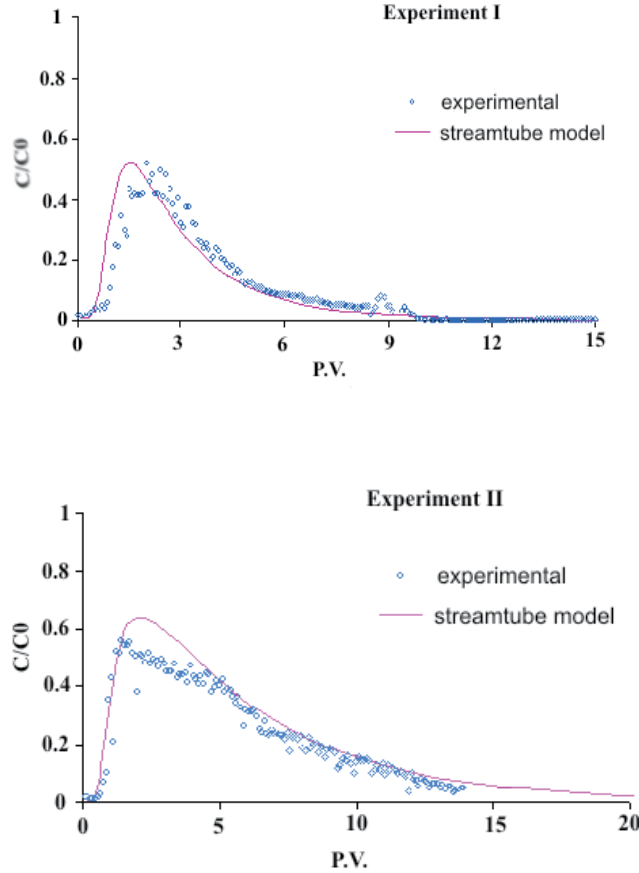 Experiment I
1
experimental
0.8
streamtube model
0.6
C/C0
0.4
0.2
0
0 3 6 9 12 15
P.V.
Experiment II
1
experimental
0.8
streamtube model
0.6
C/C0
0.4
0.2
0
0 5 10 15 20
P.V.